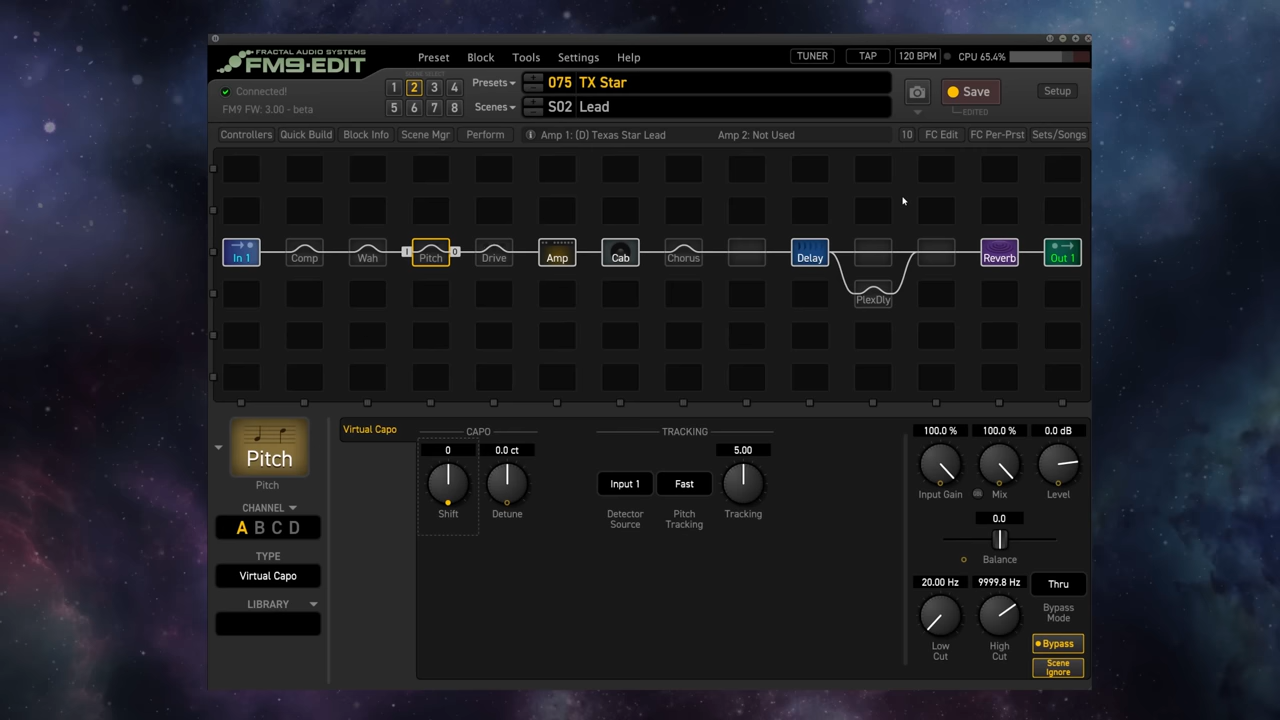 FRACTAL AUDIO SYSTEMS
FM9-EDIT
Preset Block Tools Settings Help
TUNER TAP 120 BPM CPU 65.4%
SCENE SELECT
Connected!
FM9 FW: 3.00 - beta
1 2 3 4
5 6 7 8
Presets 075 TX Star
Scenes S02 Lead
Save
EDITED
Setup
Controllers Quick Build Block Info Scene Mgr Perform Amp 1: (D) Texas Star Lead Amp 2: Not Used 10 FC Edit FC Per-Prst Sets/Songs
In 1 Comp Wah I Pitch O Drive Amp Cab Chorus Delay Reverb Out 1
PlexDly
Pitch
Pitch
CHANNEL
A B C D
TYPE
Virtual Capo
LIBRARY
Virtual Capo
CAPO
0 0.0 ct
Shift Detune
TRACKING
5.00
Input 1 Fast
Detector Source
Pitch Tracking
Tracking
100.0 % 100.0 % 0.0 dB
Input Gain Mix Level
0.0
Balance
20.00 Hz 9999.8 Hz Thru
Bypass Mode
Low Cut
High Cut
Bypass
Scene Ignore